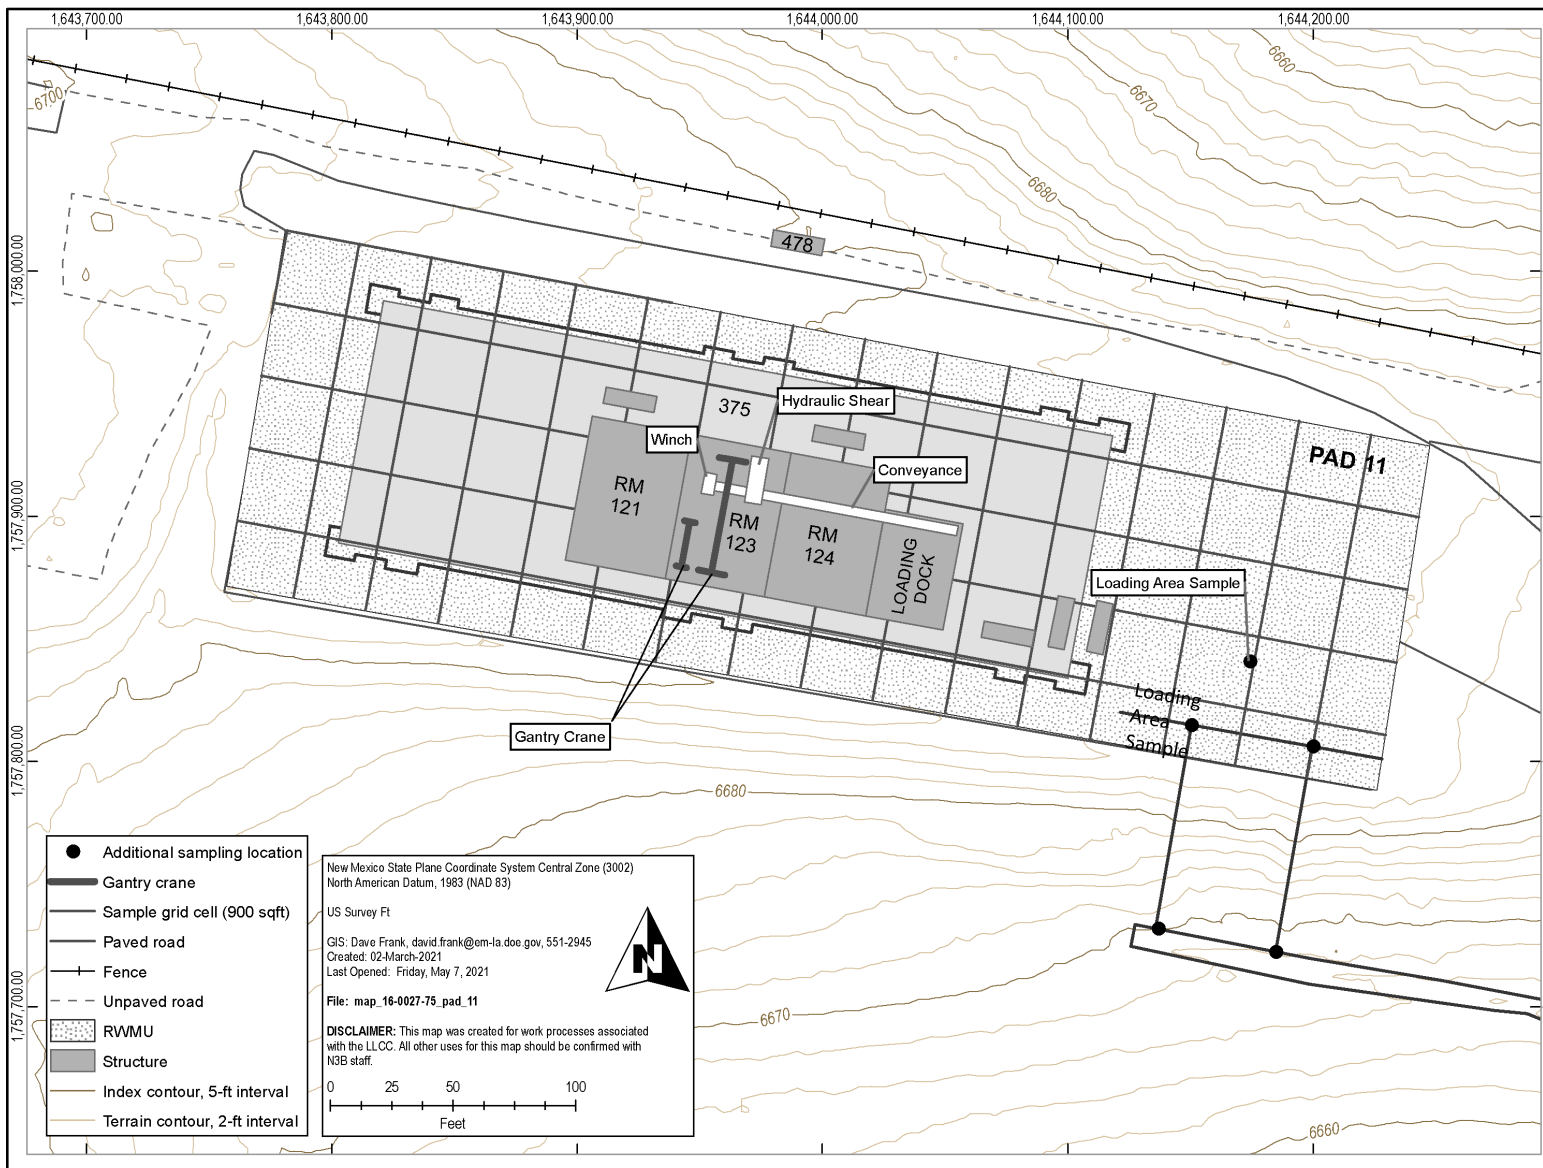 1,643,700.00
1,643,800.00
1,643,900.00
1,644,000.00
1,644,100.00
1,644,200.00
6660
6670
6700
6680
1,758,000.00
478
375
Hydraulic Shear
Winch
Conveyance
PAD 11
RM
121
RM
123
RM
124
LOADING
DOCK
1,757,900.00
Loading Area Sample
Loading
Area
Sample
Gantry Crane
1,757,800.00
6680
Additional sampling location
Gantry crane
Sample grid cell (900 sqft)
Paved road
Fence
Unpaved road
RWMU
Structure
Index contour, 5-ft interval
Terrain contour, 2-ft interval
New Mexico State Plane Coordinate System Central Zone (3002)
North American Datum, 1983 (NAD 83)
US Survey Ft
GIS: Dave Frank, david.frank@em-la.doe.gov, 551-2945
Created: 02-March-2021
Last Opened: Friday, May 7, 2021
File: map_16-0027-75_pad_11
DISCLAIMER: This map was created for work processes associated
with the LLCC. All other uses for this map should be confirmed with
N3B staff.
0 25 50 100
Feet
N
1,757,700.00
6670
6660